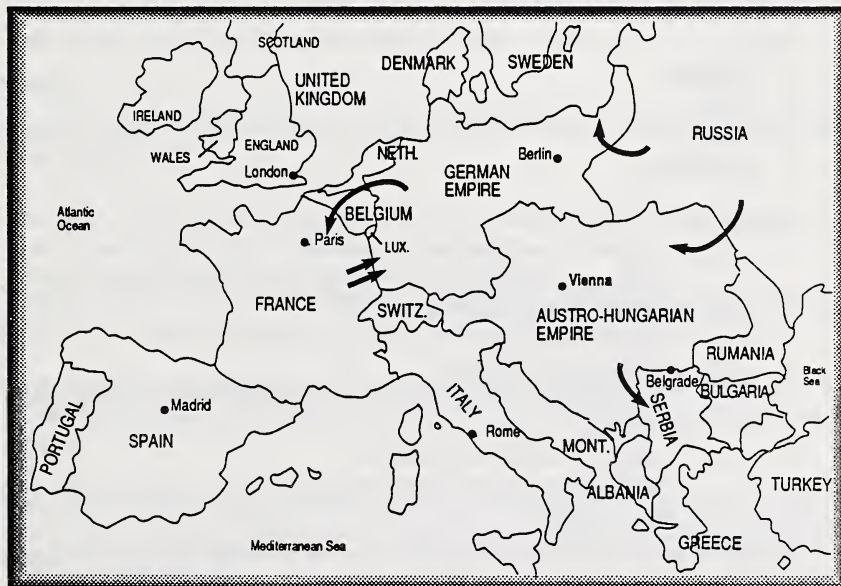 SCOTLAND
UNITED
KINGDOM
DENMARK
SWEDEN
IRELAND
WALES
ENGLAND
London
NETH.
GERMAN
EMPIRE
Berlin
RUSSIA
Atlantic
Ocean
BELGIUM
Paris
LUX.
FRANCE
SWITZ.
Vienna
AUSTRO-HUNGARIAN
EMPIRE
RUMANIA
Black
Sea
Belgrade
BULGARIA
SERBIA
PORTUGAL
Madrid
SPAIN
ITALY
Rome
MONT.
ALBANIA
TURKEY
GREECE
Mediterranean Sea